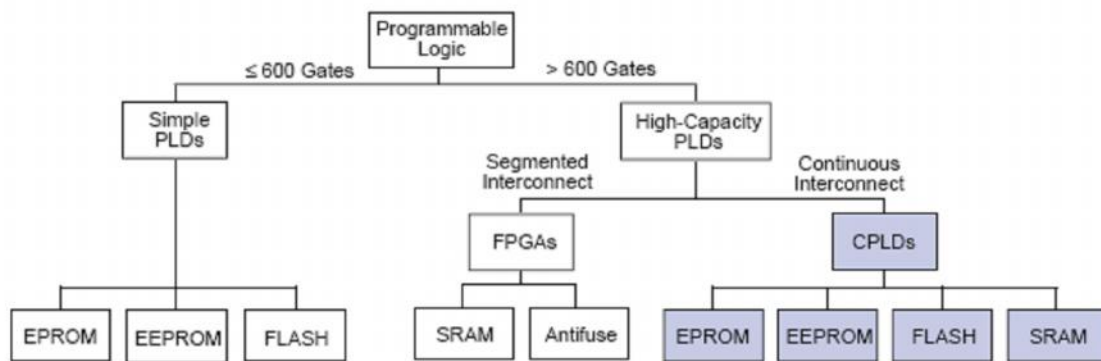 Programmable
Logic
≤ 600 Gates
> 600 Gates
Simple
PLDs
High-Capacity
PLDs
Segmented
Interconnect
Continuous
Interconnect
FPGAs
CPLDs
EPROM
EEPROM
FLASH
SRAM
Antifuse
EPROM
EEPROM
FLASH
SRAM